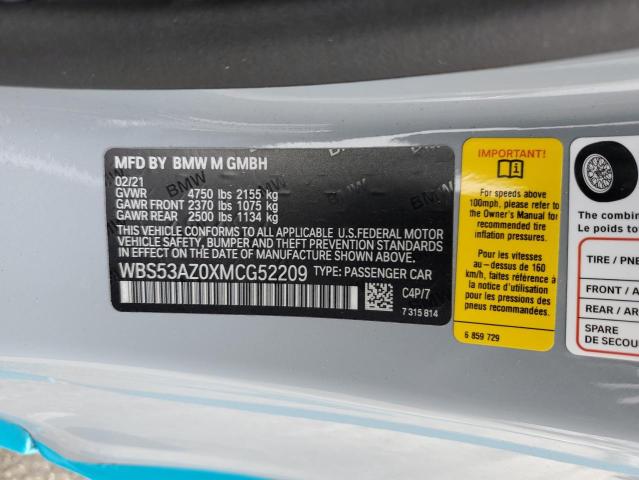 MFD BY BMW M GMBH
02/21
GVWR 4750 lbs 2155 kg
GAWR FRONT 2370 lbs 1075 kg
GAWR REAR 2500 lbs 1134 kg
THIS VEHICLE CONFORMS TO ALL APPLICABLE U.S.FEDERAL MOTOR
VEHICLE SAFETY, BUMPER AND THEFT PREVENTION STANDARDS
IN EFFECT ON THE DATE OF MANUFACTURE SHOWN ABOVE.
WBS53AZ0XMCG52209 TYPE: PASSENGER CAR
C4P/7
7 315 814
For speeds above
100mph, please refer to
the Owner's Manual for
recommended tire
inflation pressures.
Pour les vitesses
au-dessus de 160
km/h, référez-vous
à la notice d'utilisation
pour les pressions des
pneus recommandées.
6 859 729
The combine
Le poids to
TIRE / PNE
FRONT / A
REAR / AR
SPARE
DE SECOU